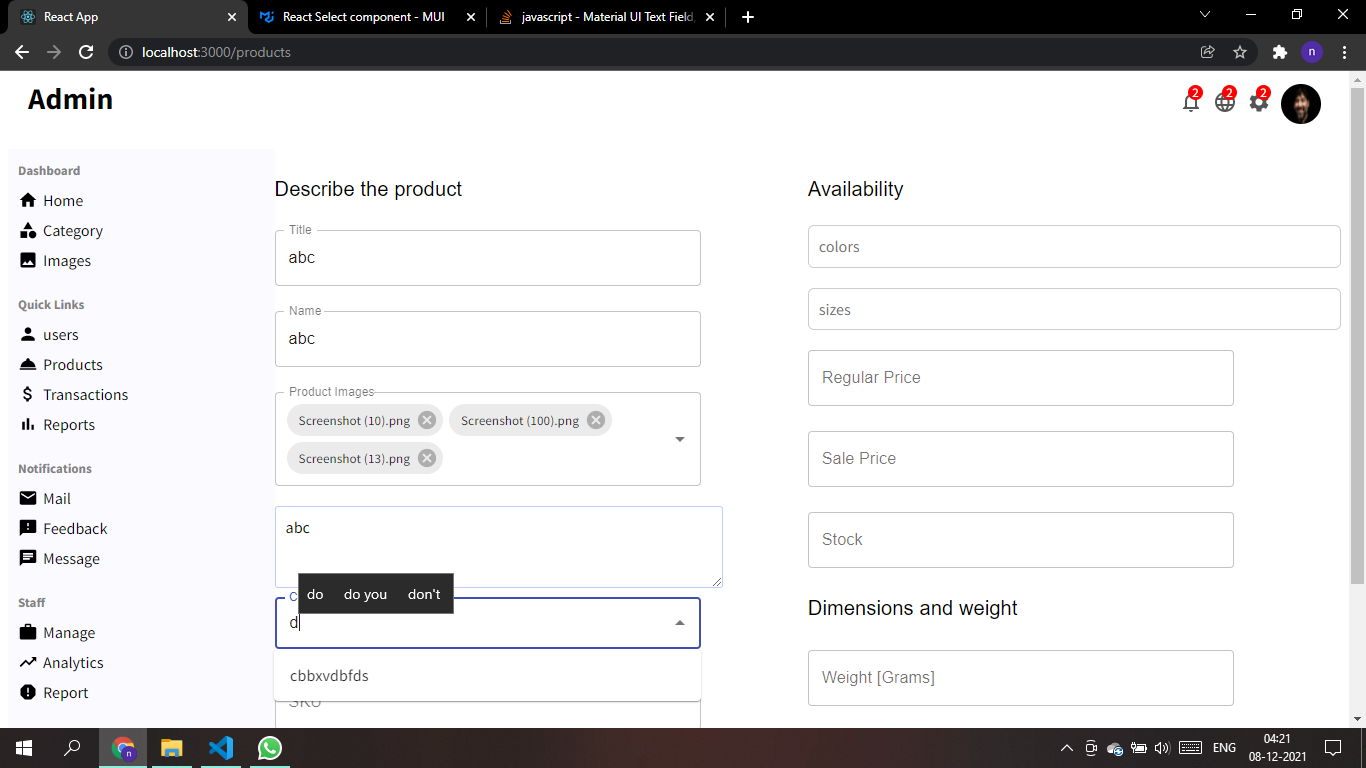 React App
React Select component - MUI
javascript - Material UI Text Field,
localhost:3000/products
n
Admin
2
2
2
Dashboard
Home
Category
Images
Quick Links
users
Products
Transactions
Reports
Notifications
Mail
Feedback
Message
Staff
Manage
Analytics
Report
Describe the product
Title
abc
Name
abc
Product Images
Screenshot (10).png
Screenshot (100).png
Screenshot (13).png
abc
do do you don't
d
cbbxvdbfds
SKU
Availability
colors
sizes
Regular Price
Sale Price
Stock
Dimensions and weight
Weight [Grams]
n
ENG
04:21
08-12-2021